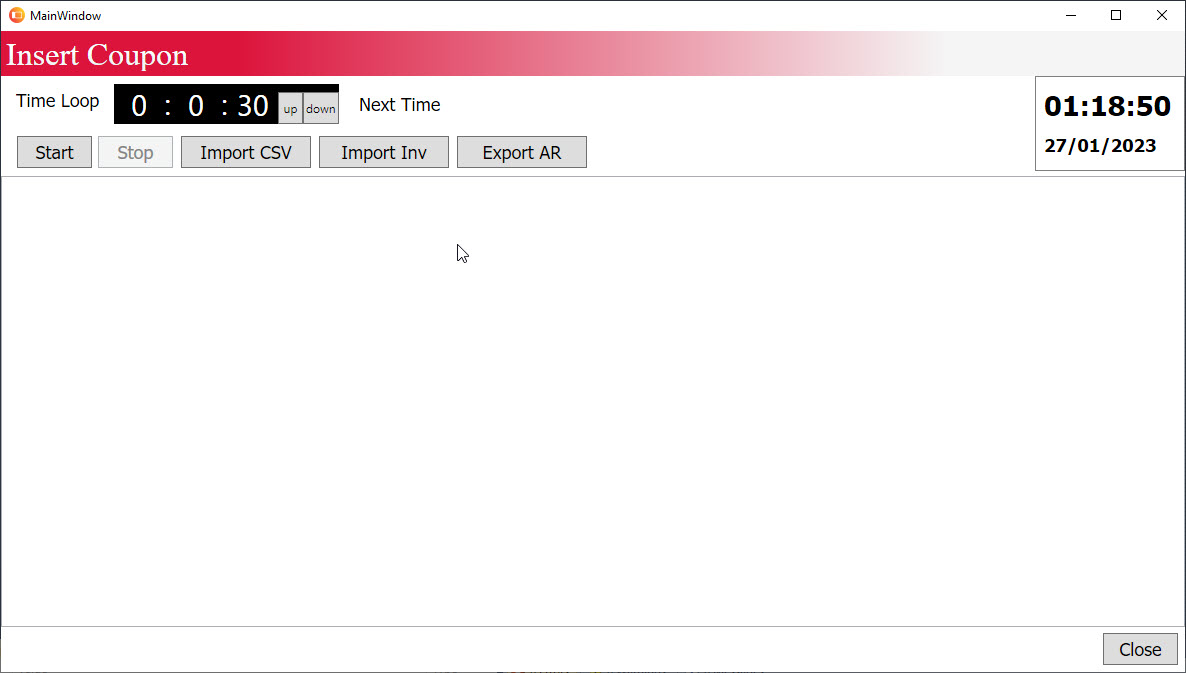 MainWindow
Insert Coupon
Time Loop 0 : 0 : 30 up down Next Time
01:18:50
27/01/2023
Start Stop Import CSV Import Inv Export AR
Close